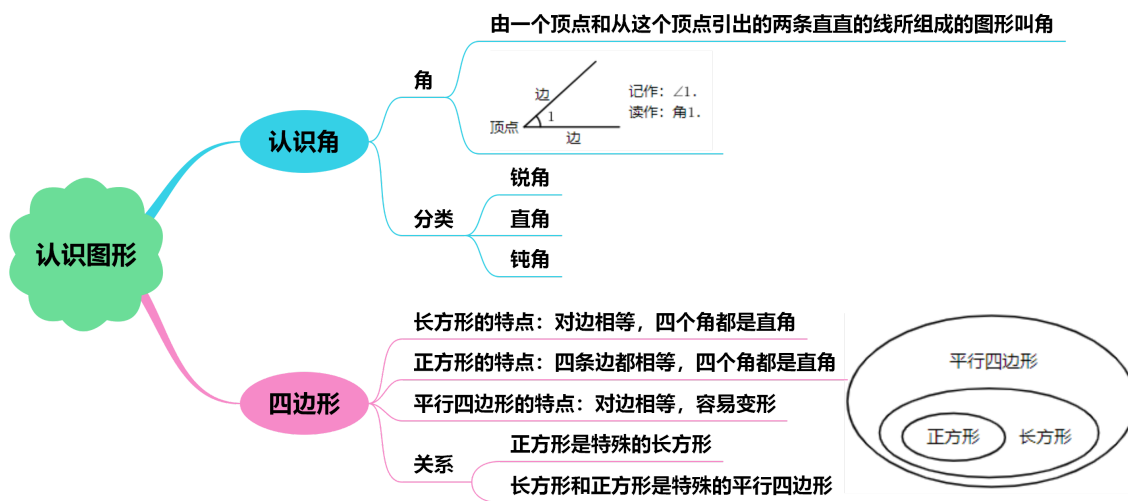 由一个顶点和从这个顶点引出的两条直直的线所组成的图形叫角
角
边
记作：∠1.
读作：角1.
1
顶点
边
认识角
锐角
分类
直角
钝角
认识图形
长方形的特点：对边相等，四个角都是直角
正方形的特点：四条边都相等，四个角都是直角
平行四边形的特点：对边相等，容易变形
四边形
关系
正方形是特殊的长方形
长方形和正方形是特殊的平行四边形
平行四边形
正方形
长方形